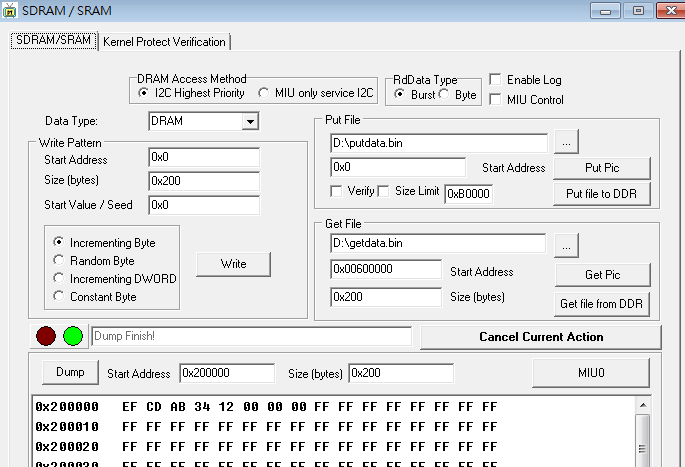 SDRAM / SRAM
SDRAM/SRAM Kernel Protect Verification
DRAM Access Method
I2C Highest Priority MIU only service I2C
RdData Type
Burst Byte
Enable Log
MIU Control
Data Type: DRAM
Write Pattern
Start Address 0x0
Size (bytes) 0x200
Start Value / Seed 0x0
Incrementing Byte
Random Byte
Incrementing DWORD
Constant Byte
Write
Put File
D:\putdata.bin ...
0x0 Start Address Put Pic
Verify Size Limit 0xB0000 Put file to DDR
Get File
D:\getdata.bin ...
0x00600000 Start Address Get Pic
0x200 Size (bytes) Get file from DDR
Dump Finish! Cancel Current Action
Dump Start Address 0x200000 Size (bytes) 0x200 MIU0
0x200000 EF CD AB 34 12 00 00 00 FF FF FF FF FF FF FF FF
0x200010 FF FF FF FF FF FF FF FF FF FF FF FF FF FF FF FF
0x200020 FF FF FF FF FF FF FF FF FF FF FF FF FF FF FF FF